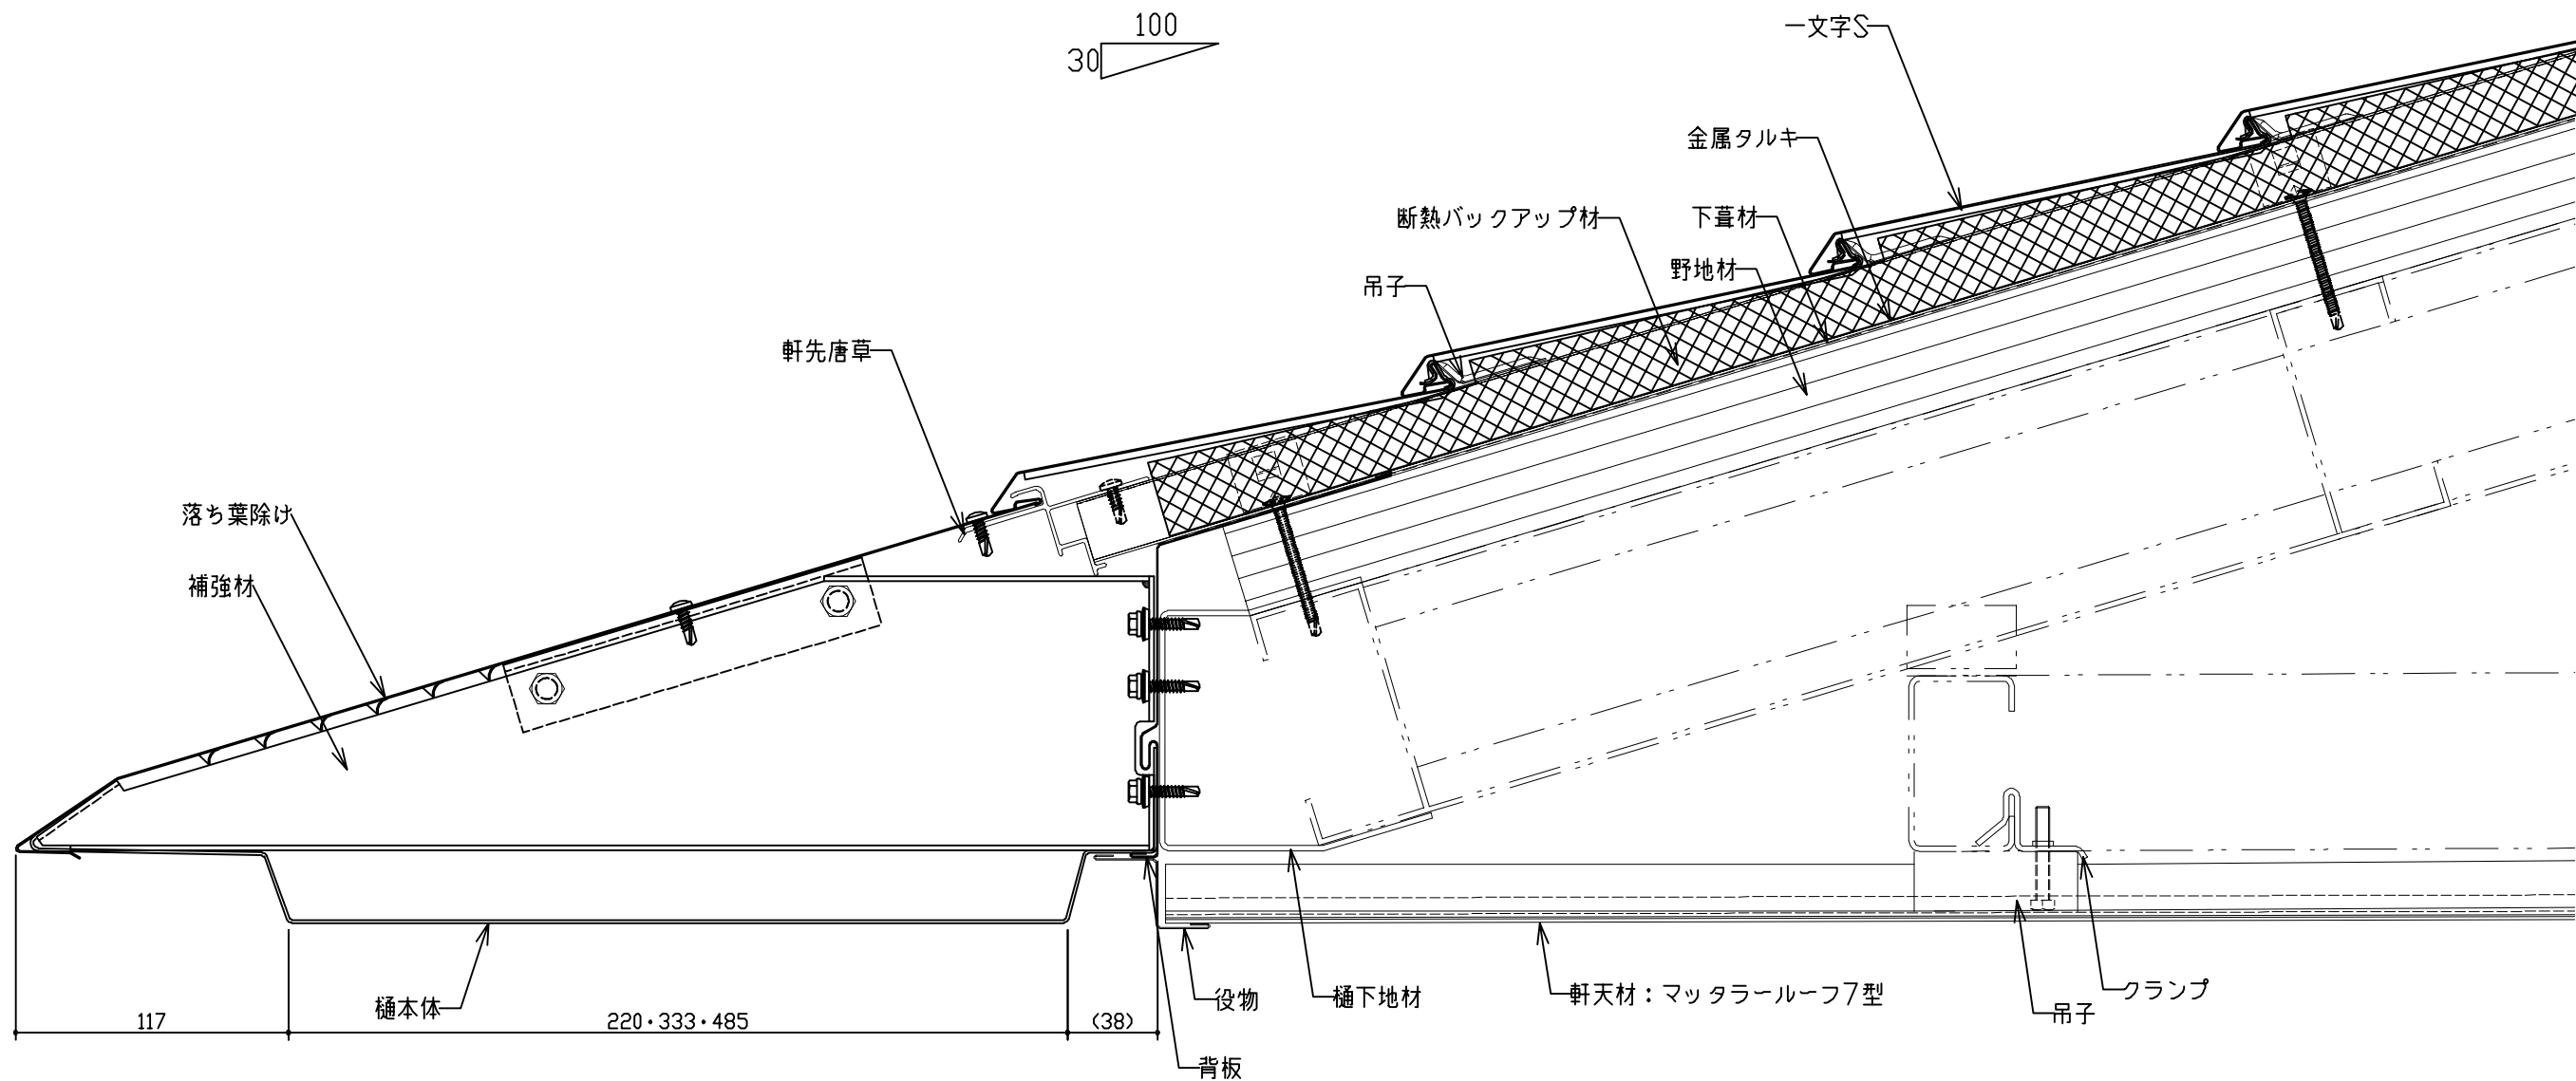 100
30
一文字S
金属タルキ
断熱バックアップ材
下葺材
野地材
吊子
軒先唐草
落ち葉除け
補強材
樋本体
役物
樋下地材
軒天材：マッタラールーフ7型
クランプ
吊子
117
220・333・485
(38)
背板